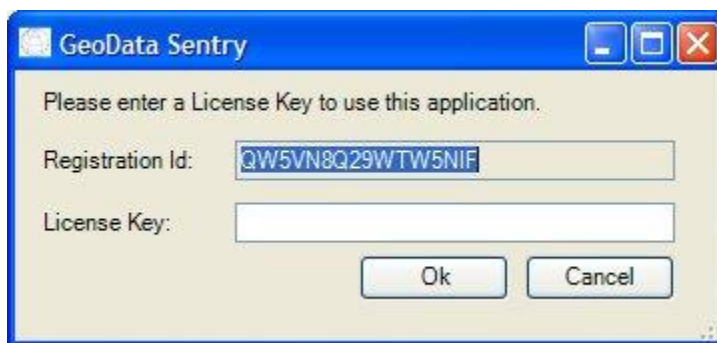 GeoData Sentry
Please enter a License Key to use this application.
Registration Id: QW5VN8Q29WTW5NIF
License Key:
Ok Cancel